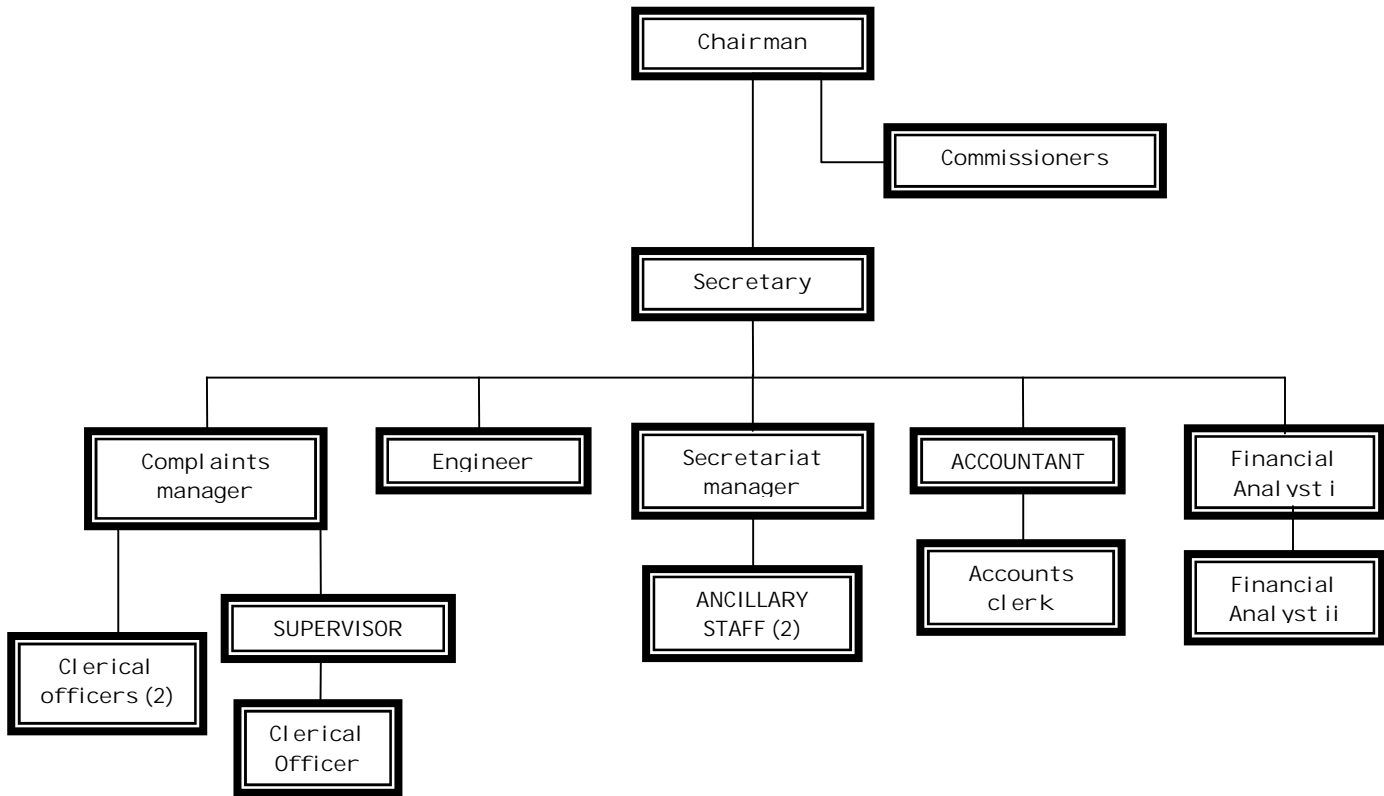 Chairman
Commissioners
Secretary
Complaints
manager
Engineer
Secretariat
manager
ACCOUNTANT
Financial
Analyst i
Accounts
clerk
Financial
Analyst ii
ANCILLARY
STAFF (2)
SUPERVISOR
Clerical
officers (2)
Clerical
Officer